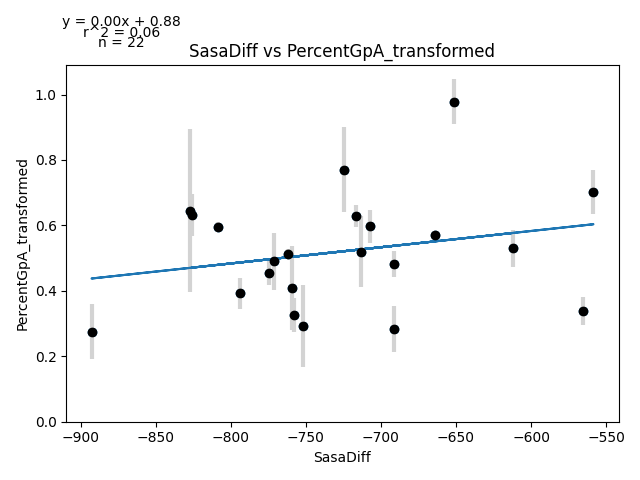 y = 0.00x + 0.88
r^2 = 0.06
n = 22
SasaDiff vs PercentGpA_transformed
PercentGpA_transformed
1.0
0.8
0.6
0.4
0.2
0.0
−900
−850
−800
−750
−700
−650
−600
−550
SasaDiff